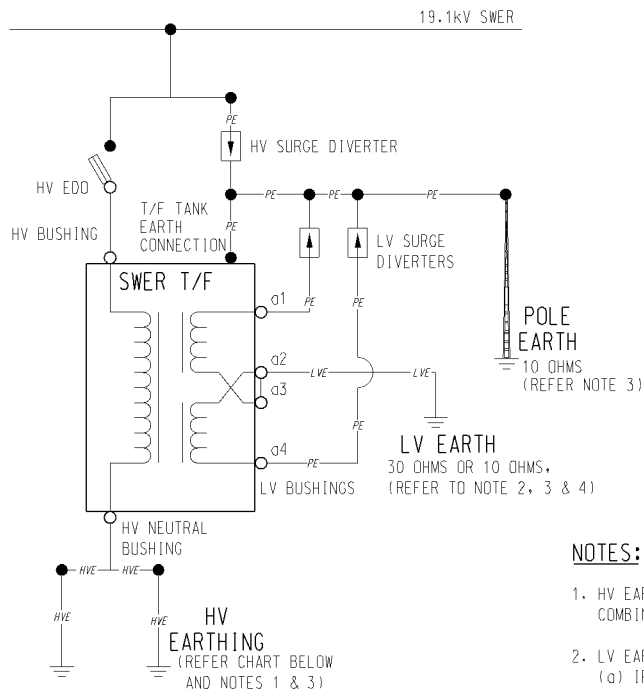 19.1kV SWER
PE
HV SURGE DIVERTER
HV EDO
PE
PE
PE
T/F TANK
EARTH
CONNECTION
PE
HV BUSHING
LV SURGE
DIVERTERS
SWER T/F
a1
PE
POLE
EARTH
10 OHMS
(REFER NOTE 3)
a2
LVE
LVE
a3
PE
LV EARTH
30 OHMS OR 10 OHMS,
(REFER TO NOTE 2, 3 & 4)
a4
PE
LV BUSHINGS
HV NEUTRAL
BUSHING
HVE
HVE
HVE
HVE
HV
EARTHING
(REFER CHART BELOW
AND NOTES 1 & 3)
NOTES:
1. HV EAR
COMBIN
2. LV EAR
(a) IF